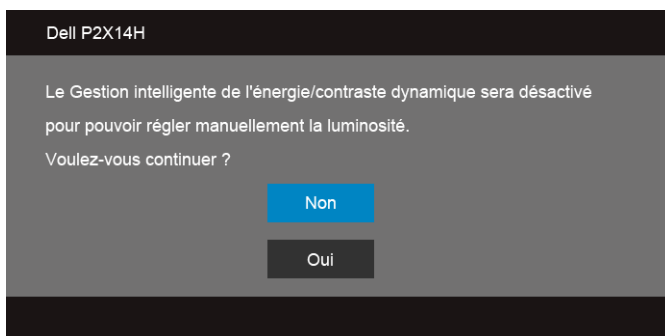 Dell P2X14H
Le Gestion intelligente de l'énergie/contraste dynamique sera désactivé
pour pouvoir régler manuellement la luminosité.
Voulez-vous continuer ?
Non
Oui